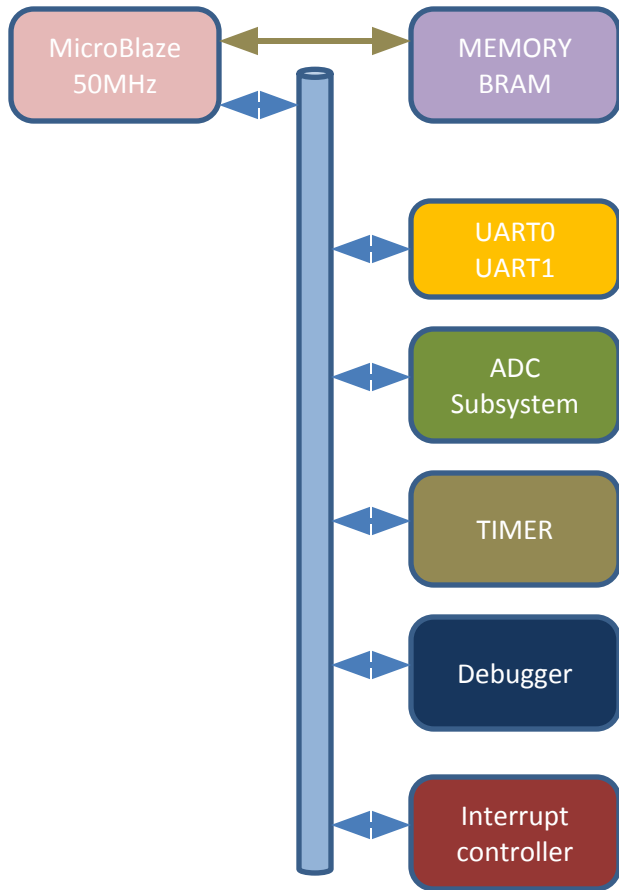 MicroBlaze
50MHz
MEMORY
BRAM
UART0
UART1
ADC
Subsystem
TIMER
Debugger
Interrupt
controller